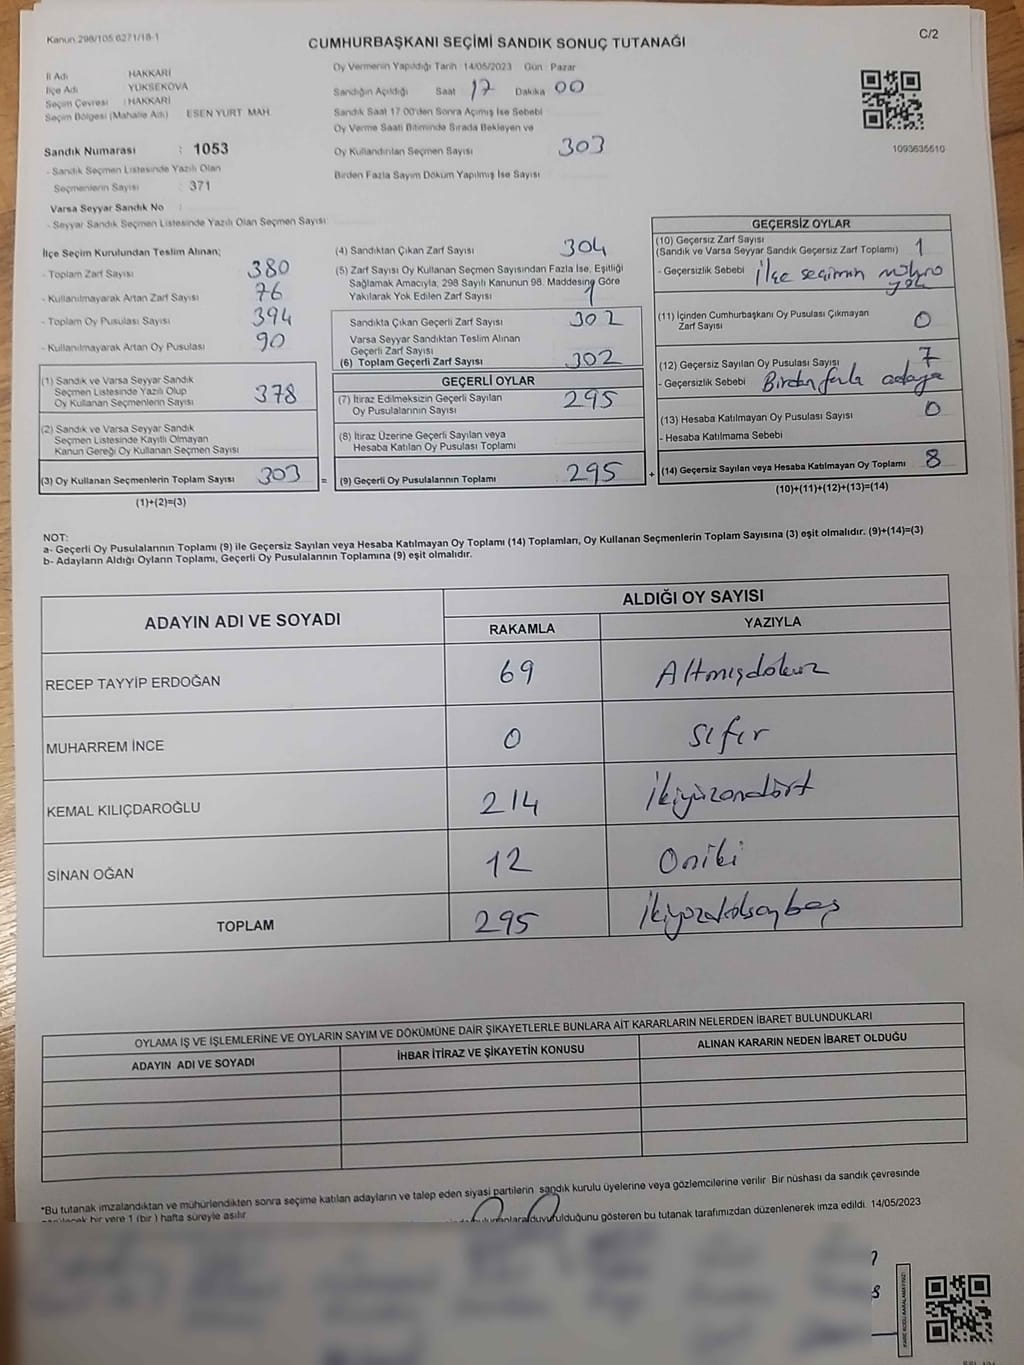 Kanun 298/105 6271/18-1
C/2
CUMHURBAŞKANI SEÇİMİ SANDIK SONUÇ TUTANAĞI
İl Adı HAKKARİ
İlçe Adı YÜKSEKOVA
Seçim Çevresi : HAKKARİ
Seçim Bölgesi (Mahalle Adı) ESEN YURT MAH.
Sandık Numarası : 1053
- Sandık Seçmen Listesinde Yazılı Olan
Seçmenlerin Sayısı : 371
Varsa Seyyar Sandık No
- Seyyar Sandık Seçmen Listesinde Yazılı Olan Seçmen Sayısı
Oy Vermenin Yapıldığı Tarih 14/05/2023 Gün : Pazar
Sandığın Açıldığı Saat 17 Dakika 00
Sandık Saat 17 00'den Sonra Açımış İse Sebebi
Oy Verme Saati Bitiminde Sırada Bekleyen ve
Oy Kullandırılan Seçmen Sayısı 303
Birden Fazla Sayım Döküm Yapılmış İse Sayısı
1093635510
İlçe Seçim Kurulundan Teslim Alınan;
- Toplam Zarf Sayısı 380
- Kullanılmayarak Artan Zarf Sayısı 76
- Toplam Oy Pusulası Sayısı 394
- Kullanılmayarak Artan Oy Pusulası 90
(1) Sandık ve Varsa Seyyar Sandık
Seçmen Listesinde Yazılı Olup
Oy Kullanan Seçmenlerin Sayısı 378
(2) Sandık ve Varsa Seyyar Sandık
Seçmen Listesinde Kayıtlı Olmayan
Kanun Gereği Oy Kullanan Seçmen Sayısı
(3) Oy Kullanan Seçmenlerin Toplam Sayısı 303 =
(1)+(2)=(3)
(4) Sandıktan Çıkan Zarf Sayısı 304
(5) Zarf Sayısı Oy Kullanan Seçmen Sayısından Fazla İse, Eşitliği
Sağlamak Amacıyla, 298 Sayılı Kanunun 98. Maddesine Göre
Yakılarak Yok Edilen Zarf Sayısı 1
Sandıkta Çıkan Geçerli Zarf Sayısı 302
Varsa Seyyar Sandıktan Teslim Alınan
Geçerli Zarf Sayısı
(6) Toplam Geçerli Zarf Sayısı 302
GEÇERLİ OYLAR
(7) İtiraz Edilmeksizin Geçerli Sayılan
Oy Pusulalarının Sayısı 295
(8) İtiraz Üzerine Geçerli Sayılan veya
Hesaba Katılan Oy Pusulası Toplamı
(9) Geçerli Oy Pusulalarının Toplamı 295 +
GEÇERSİZ OYLAR
(10) Geçersiz Zarf Sayısı
(Sandık ve Varsa Seyyar Sandık Geçersiz Zarf Toplamı) 1
- Geçersizlik Sebebi İlçe seçimin mührü
yok
(11) İçinden Cumhurbaşkanı Oy Pusulası Çıkmayan
Zarf Sayısı 0
(12) Geçersiz Sayılan Oy Pusulası Sayısı 7
- Geçersizlik Sebebi Birden fazla adaya
(13) Hesaba Katılmayan Oy Pusulası Sayısı 0
- Hesaba Katılmama Sebebi
(14) Geçersiz Sayılan veya Hesaba Katılmayan Oy Toplamı 8
(10)+(11)+(12)+(13)=(14)
NOT:
a- Geçerli Oy Pusulalarının Toplamı (9) ile Geçersiz Sayılan veya Hesaba Katılmayan Oy Toplamı (14) Toplamları, Oy Kullanan Seçmenlerin Toplam Sayısına (3) eşit olmalıdır. (9)+(14)=(3)
b- Adayların Aldığı Oyların Toplamı, Geçerli Oy Pusulalarının Toplamına (9) eşit olmalıdır.
ADAYIN ADI VE SOYADI
ALDIĞI OY SAYISI
RAKAMLA YAZIYLA
RECEP TAYYİP ERDOĞAN 69 Altmışdokuz
MUHARREM İNCE 0 sıfır
KEMAL KILIÇDAROĞLU 214 İkiyüzondört
SİNAN OĞAN 12 Oniki
TOPLAM 295 İkiyüzdoksanbeş
OYLAMA İŞ VE İŞLEMLERİNE VE OYLARIN SAYIM VE DÖKÜMÜNE DAİR ŞİKAYETLERLE BUNLARA AİT KARARLARIN NELERDEN İBARET BULUNDUKLARI
ADAYIN ADI VE SOYADI İHBAR İTİRAZ VE ŞİKAYETİN KONUSU ALINAN KARARIN NEDEN İBARET OLDUĞU
*Bu tutanak imzalandıktan ve mühürlendikten sonra seçime katılan adayların ve talep eden siyasi partilerin sandık kurulu üyelerine veya gözlemcilerine verilir Bir nüshası da sandık çevresinde
bir yere 1 (bir) hafta süreyle asılır
duyurulduğunu gösteren bu tutanak tarafımızdan düzenlenerek imza edildi. 14/05/2023